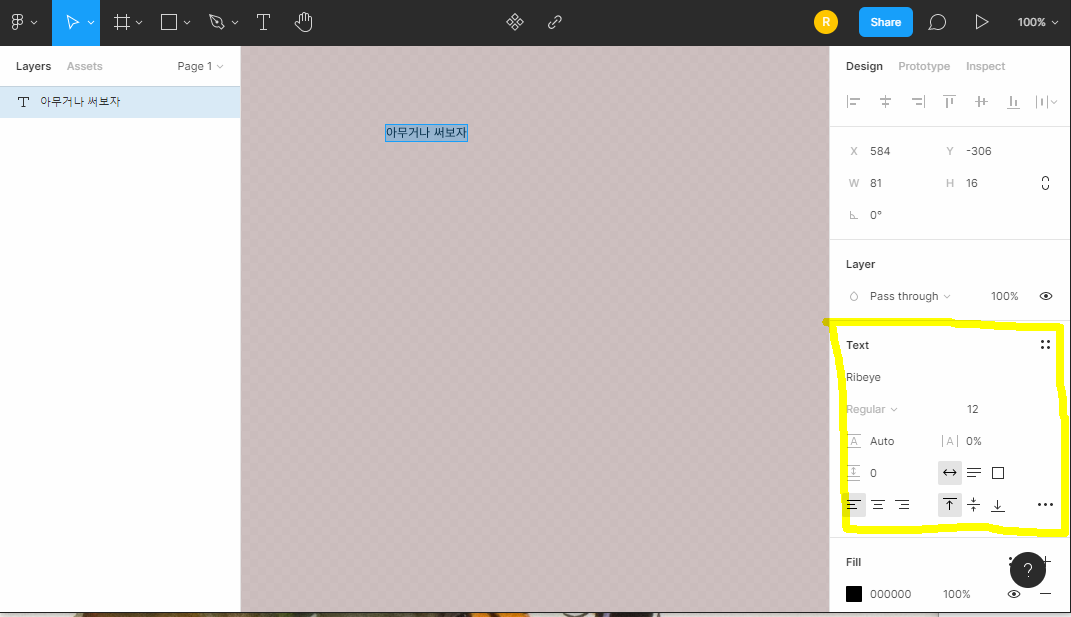 R
Share
100%
Layers
Assets
Page 1
아무거나 써보자
아무거나 써보자
Design
Prototype
Inspect
X 584
Y -306
W 81
H 16
0°
Layer
Pass through
100%
Text
Ribeye
Regular
12
A Auto
|A| 0%
0
Fill
?
000000
100%